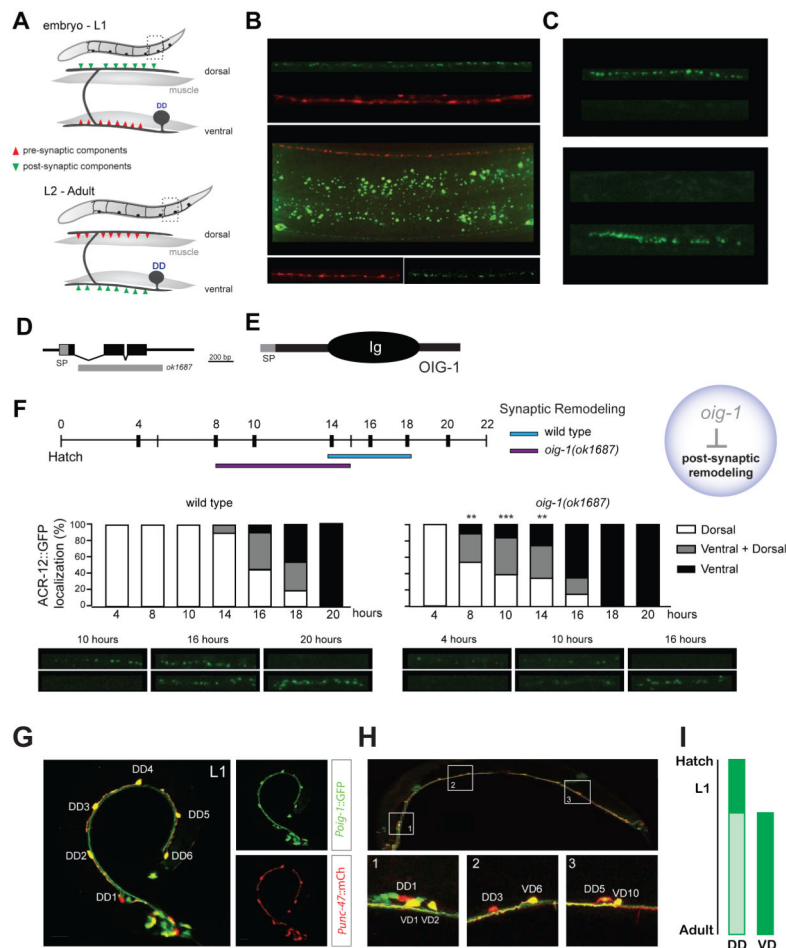 A
embryo - L1
dorsal
muscle
DD
ventral
pre-synaptic components
post-synaptic components
L2 - Adult
dorsal
muscle
DD
ventral
B
C
D
SP
200 bp
ok1687
E
SP
Ig
OIG-1
F
0 4 8 10 14 16 18 20 22
Hatch
Synaptic Remodeling
wild type
oig-1(ok1687)
oig-1
post-synaptic
remodeling
wild type
ACR-12::GFP
localization (%)
100
80
60
40
20
0
4 8 10 14 16 18 20 hours
oig-1(ok1687)
** *** **
4 8 10 14 16 18 20 hours
Dorsal
Ventral + Dorsal
Ventral
10 hours 16 hours 20 hours
4 hours 10 hours 16 hours
G
L1
DD4
DD3
DD5
DD2
DD6
DD1
Poig-1::GFP
Punc-47::mCh
H
2
3
1
1
DD1
VD1 VD2
2
DD3
VD6
3
DD5
VD10
I
Hatch
L1
Adult
DD VD